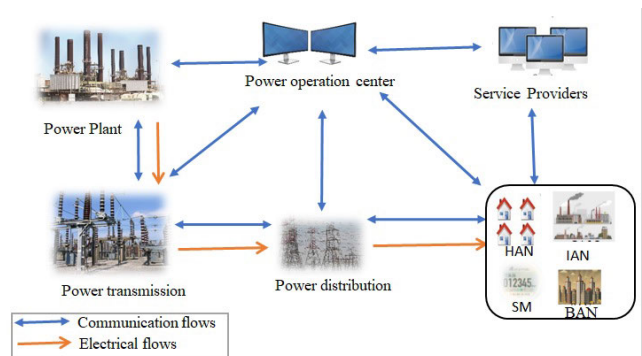 Power operation center
Service Providers
Power Plant
HAN
IAN
012345
SM
BAN
Power transmission
Power distribution
Communication flows
Electrical flows